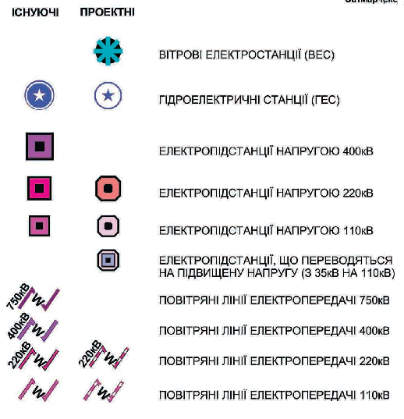 ІСНУЮЧІ ПРОЕКТНІ
ВІТРОВІ ЕЛЕКТРОСТАНЦІЇ (ВЕС)
ГІДРОЕЛЕКТРИЧНІ СТАНЦІЇ (ГЕС)
ЕЛЕКТРОПІДСТАНЦІЇ НАПРУГОЮ 400кВ
ЕЛЕКТРОПІДСТАНЦІЇ НАПРУГОЮ 220кВ
ЕЛЕКТРОПІДСТАНЦІЇ НАПРУГОЮ 110кВ
ЕЛЕКТРОПІДСТАНЦІЇ, ЩО ПЕРЕВОДЯТЬСЯ
НА ПІДВИЩЕНУ НАПРУГУ (З 35кВ НА 110кВ)
750кВ W ПОВІТРЯНІ ЛІНІЇ ЕЛЕКТРОПЕРЕДАЧІ 750кВ
400кВ W ПОВІТРЯНІ ЛІНІЇ ЕЛЕКТРОПЕРЕДАЧІ 400кВ
220кВ W 220кВ W ПОВІТРЯНІ ЛІНІЇ ЕЛЕКТРОПЕРЕДАЧІ 220кВ
W W ПОВІТРЯНІ ЛІНІЇ ЕЛЕКТРОПЕРЕДАЧІ 110кВ